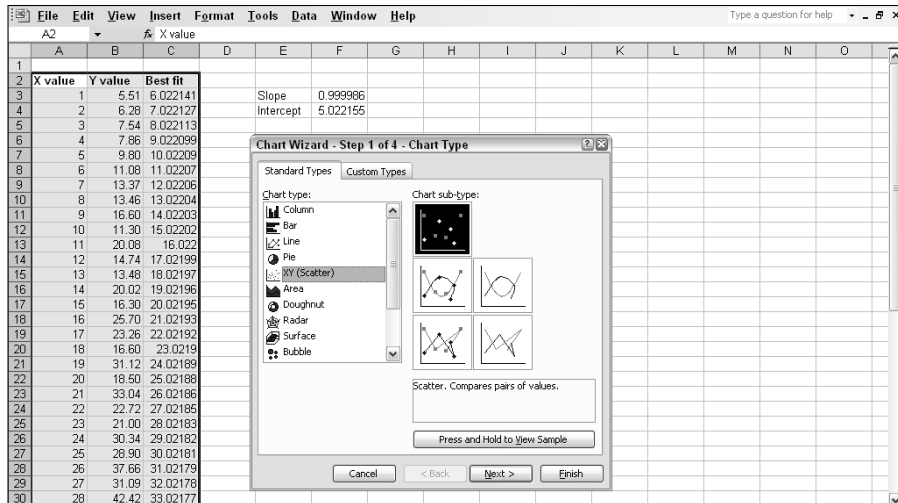 File Edit View Insert Format Tools Data Window Help Type a question for help
A2 fx X value
A B C D E F G H I J K L M N O
1
2 X value Y value Best fit
3 1 5.51 6.022141 Slope 0.999986
4 2 6.28 7.022127 Intercept 5.022155
5 3 7.54 8.022113
6 4 7.86 9.022099
7 5 9.80 10.02209
8 6 11.08 11.02207
9 7 13.37 12.02206
10 8 13.46 13.02204
11 9 16.60 14.02203
12 10 11.30 15.02202
13 11 20.08 16.022
14 12 14.74 17.02199
15 13 13.48 18.02197
16 14 20.02 19.02196
17 15 16.30 20.02195
18 16 25.70 21.02193
19 17 23.26 22.02192
20 18 16.60 23.0219
21 19 31.12 24.02189
22 20 18.50 25.02188
23 21 33.04 26.02186
24 22 22.72 27.02185
25 23 21.00 28.02183
26 24 30.34 29.02182
27 25 28.90 30.02181
28 26 37.66 31.02179
29 27 31.09 32.02178
30 28 42.42 33.02177
Chart Wizard - Step 1 of 4 - Chart Type
Standard Types Custom Types
Chart type: Chart sub-type:
Column
Bar
Line
Pie
XY (Scatter)
Area
Doughnut
Radar
Surface
Bubble
Scatter. Compares pairs of values.
Press and Hold to View Sample
Cancel < Back Next > Finish